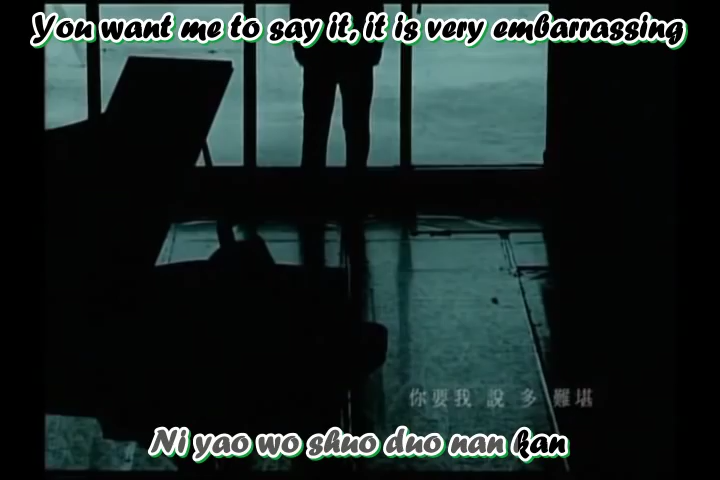 You want me to say it, it is very embarrassing
你要我 說 多 難堪
Ni yao wo shuo duo nan kan